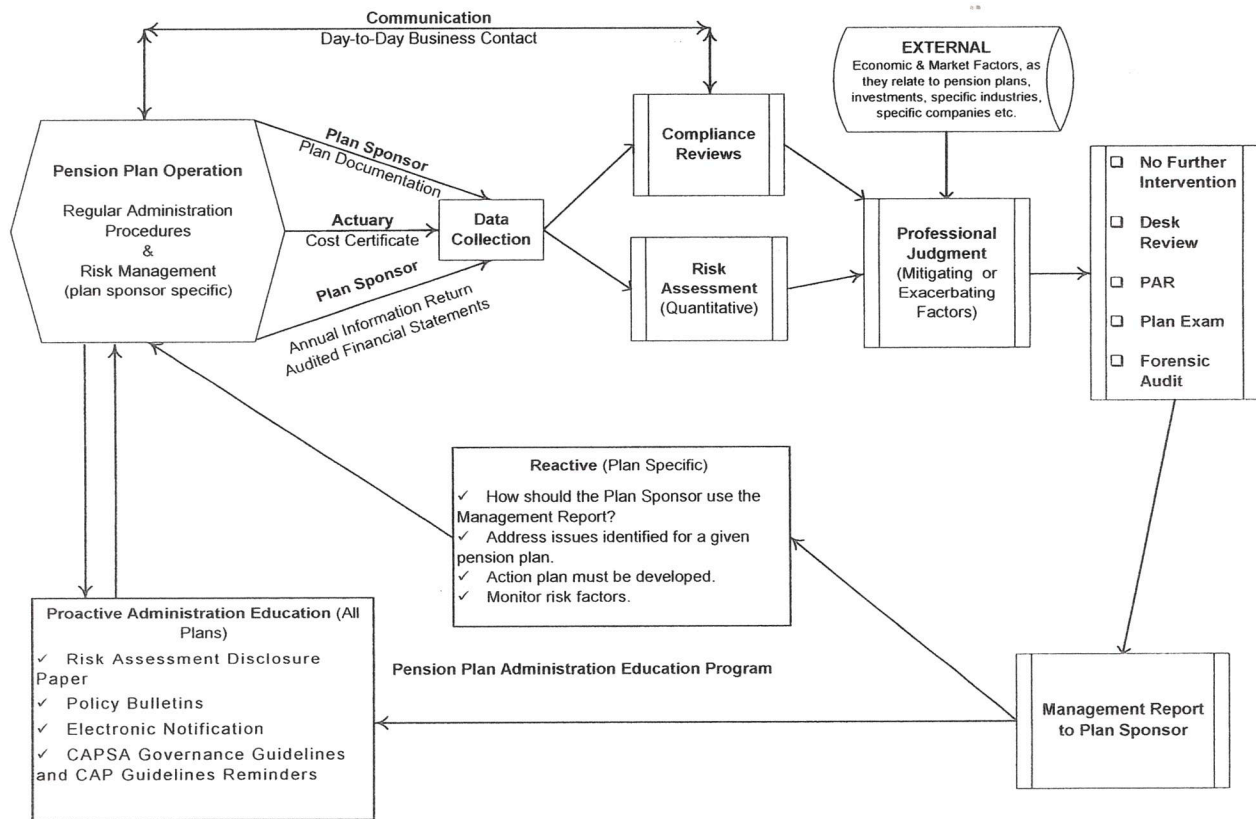 Communication
Day-to-Day Business Contact
EXTERNAL
Economic & Market Factors, as
they relate to pension plans,
investments, specific industries,
specific companies etc.
Pension Plan Operation
Regular Administration
Procedures
&
Risk Management
(plan sponsor specific)
Plan Sponsor
Plan Documentation
Actuary
Cost Certificate
Plan Sponsor
Annual Information Return
Audited Financial Statements
Data
Collection
Compliance
Reviews
Risk
Assessment
(Quantitative)
Professional
Judgment
(Mitigating or
Exacerbating
Factors)
❑ No Further
Intervention
❑ Desk
Review
❑ PAR
❑ Plan Exam
❑ Forensic
Audit
Reactive (Plan Specific)
✓ How should the Plan Sponsor use the
Management Report?
✓ Address issues identified for a given
pension plan.
✓ Action plan must be developed.
✓ Monitor risk factors.
Proactive Administration Education (All
Plans)
✓ Risk Assessment Disclosure
Paper
✓ Policy Bulletins
✓ Electronic Notification
✓ CAPSA Governance Guidelines
and CAP Guidelines Reminders
Pension Plan Administration Education Program
Management Report
to Plan Sponsor